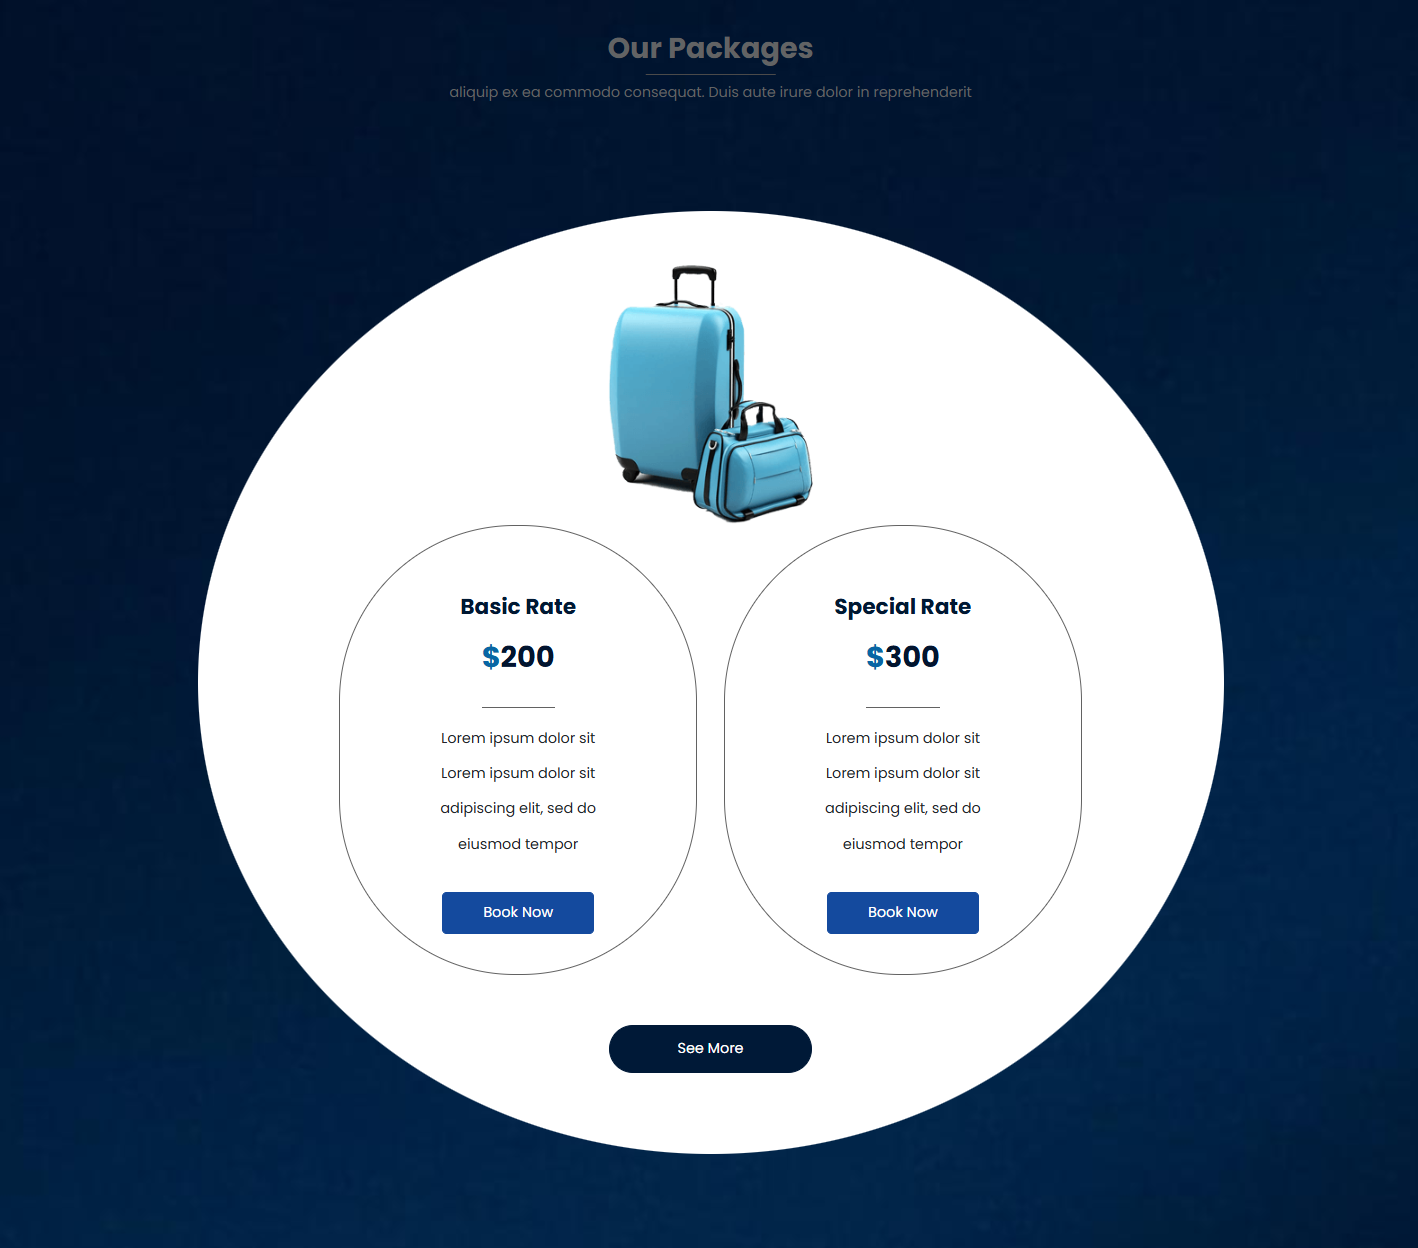 Our Packages
aliquip ex ea commodo consequat. Duis aute irure dolor in reprehenderit
Basic Rate
$200
Lorem ipsum dolor sit
Lorem ipsum dolor sit
adipiscing elit, sed do
eiusmod tempor
Book Now
Special Rate
$300
Lorem ipsum dolor sit
Lorem ipsum dolor sit
adipiscing elit, sed do
eiusmod tempor
Book Now
See More